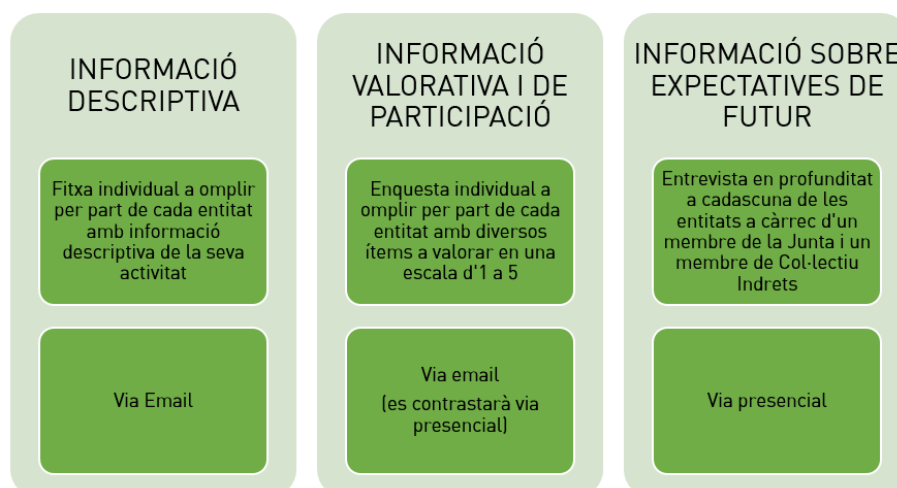 INFORMACIÓ
DESCRIPTIVA
Fitxa individual a omplir
per part de cada entitat
amb informació
descriptiva de la seva
activitat
Via Email
INFORMACIÓ
VALORATIVA I DE
PARTICIPACIÓ
Enquesta individual a
omplir per part de cada
entitat amb diversos
ítems a valorar en una
escala d'1 a 5
Via email
(es contrastarà via
presencial)
INFORMACIÓ SOBRE
EXPECTATIVES DE
FUTUR
Entrevista en profunditat
a cadascuna de les
entitats a càrrec d'un
membre de la Junta i un
membre de Col·lectiu
Indrets
Via presencial